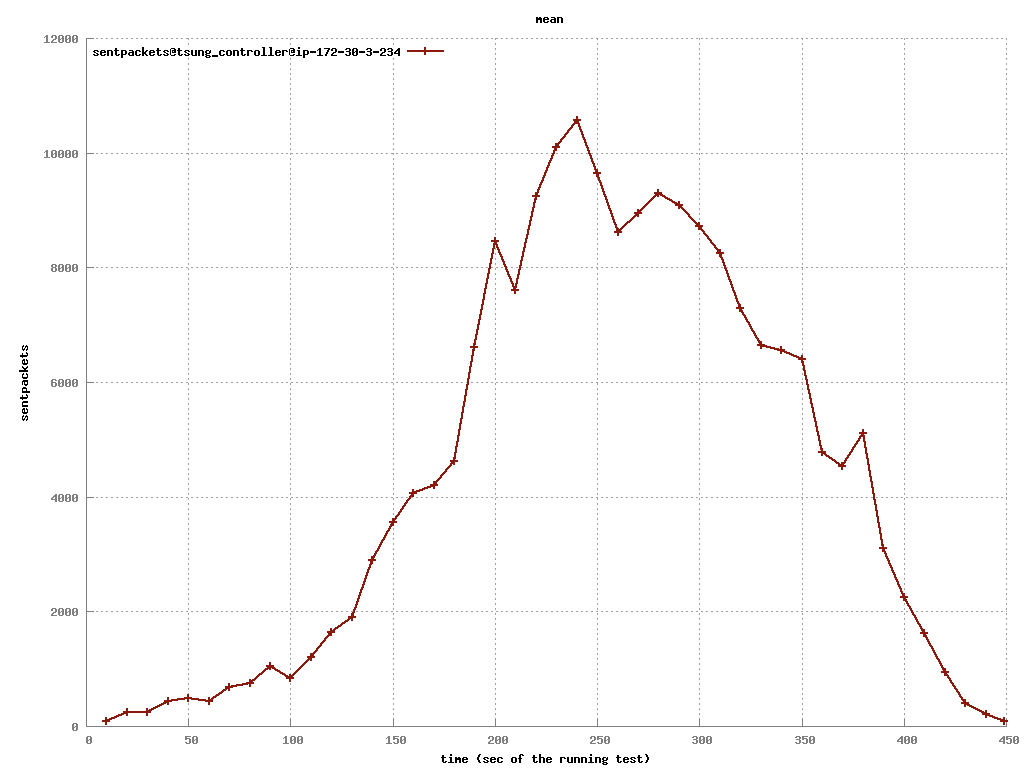 mean
sentpackets@tsung_controller@ip-172-30-3-234
12000
10000
8000
6000
4000
2000
0
sentpackets
0 50 100 150 200 250 300 350 400 450
time (sec of the running test)